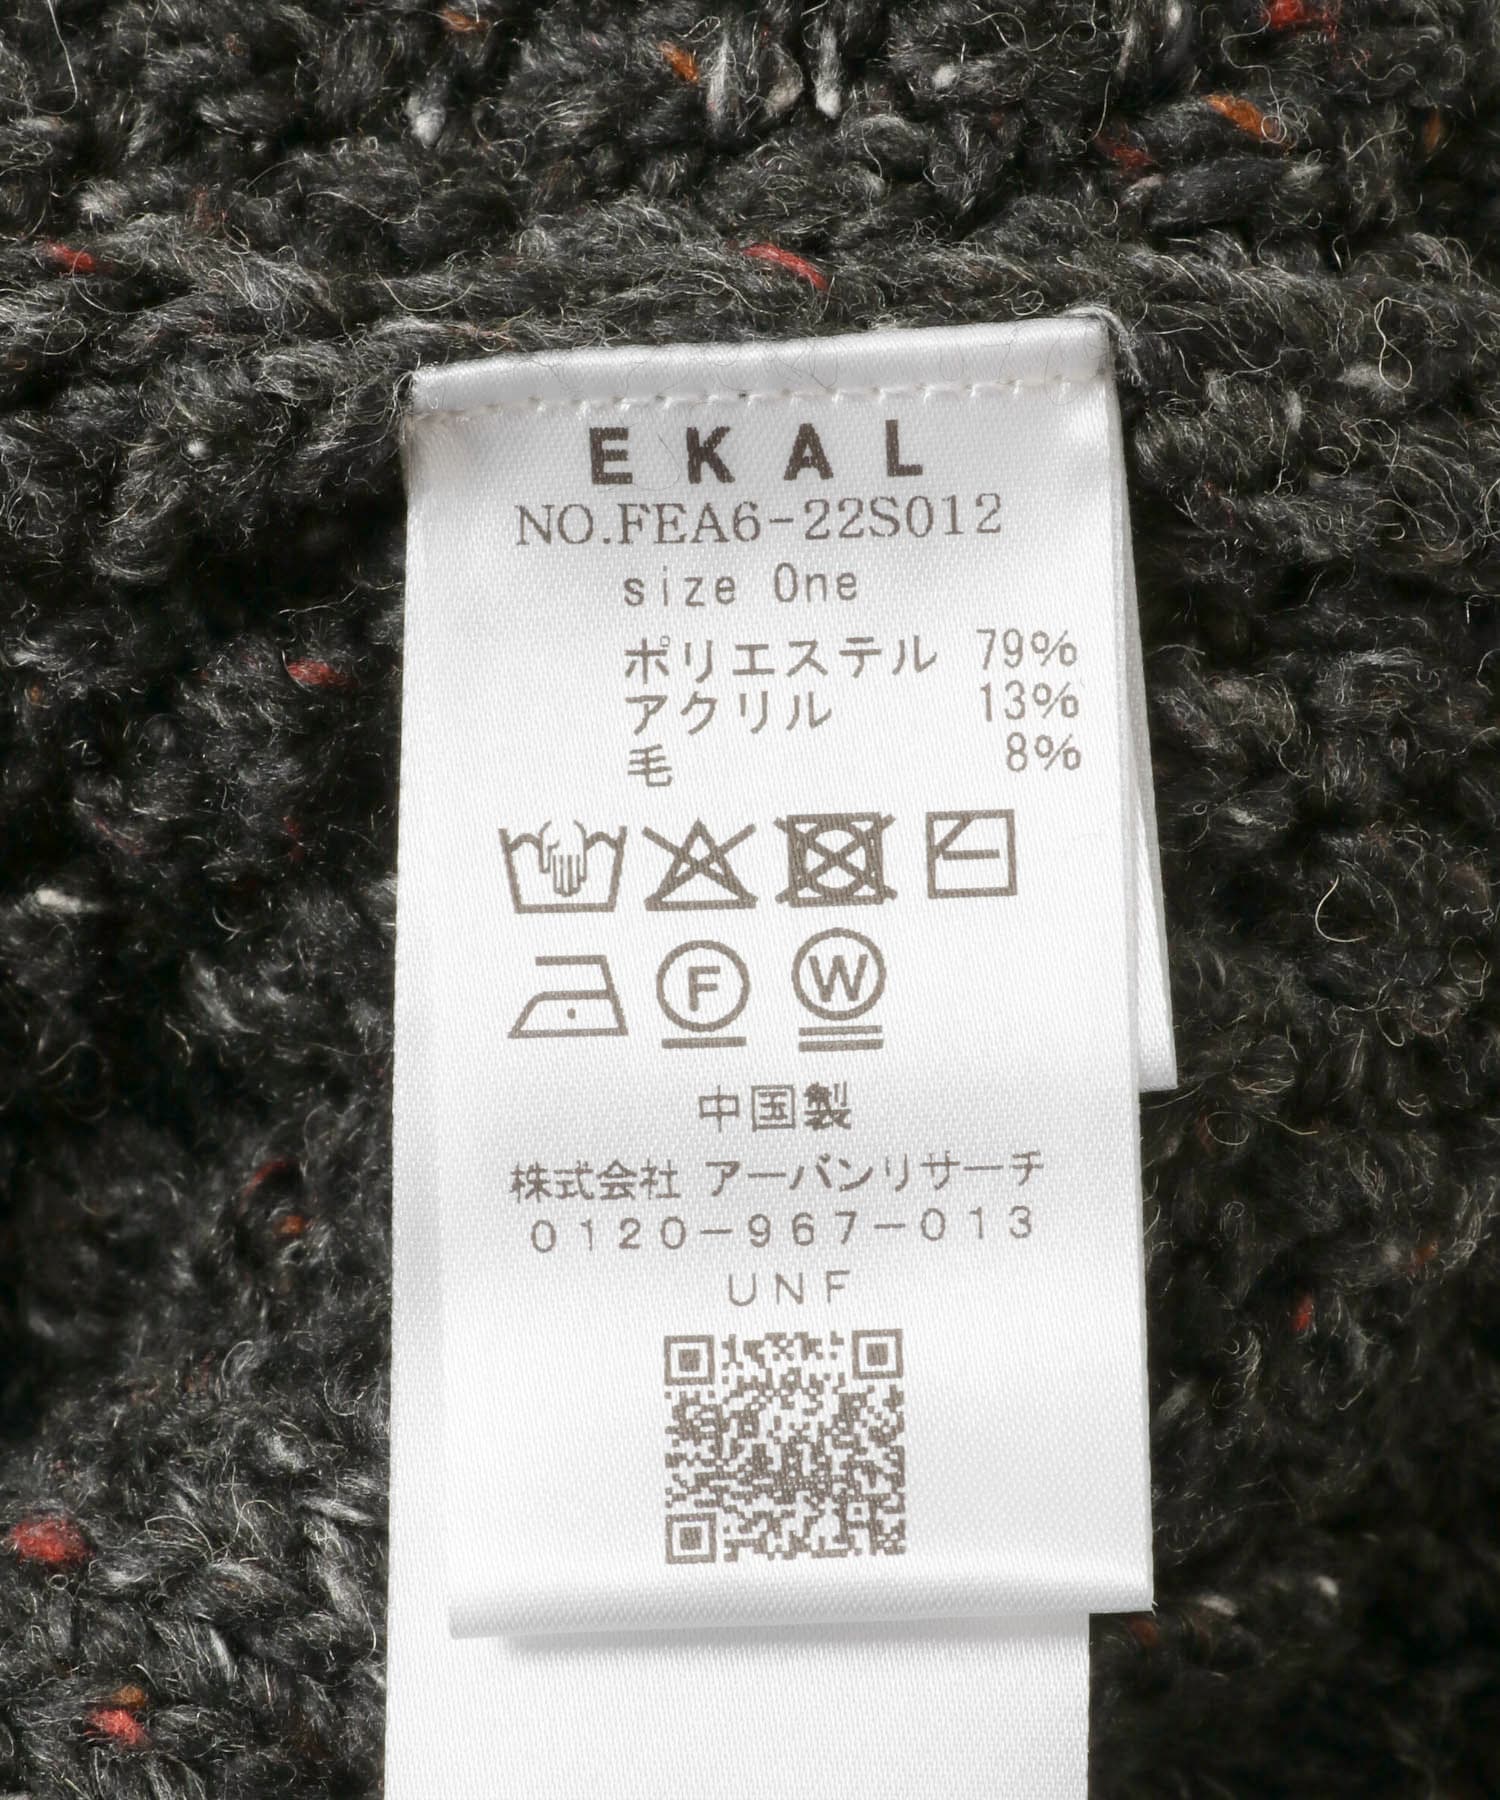 EKAL
NO.FEA6-22S012
size One
ポリエステル 79%
アクリル 13%
毛 8%
F W
中国製
株式会社 アーバンリサーチ
0120-967-013
UNF